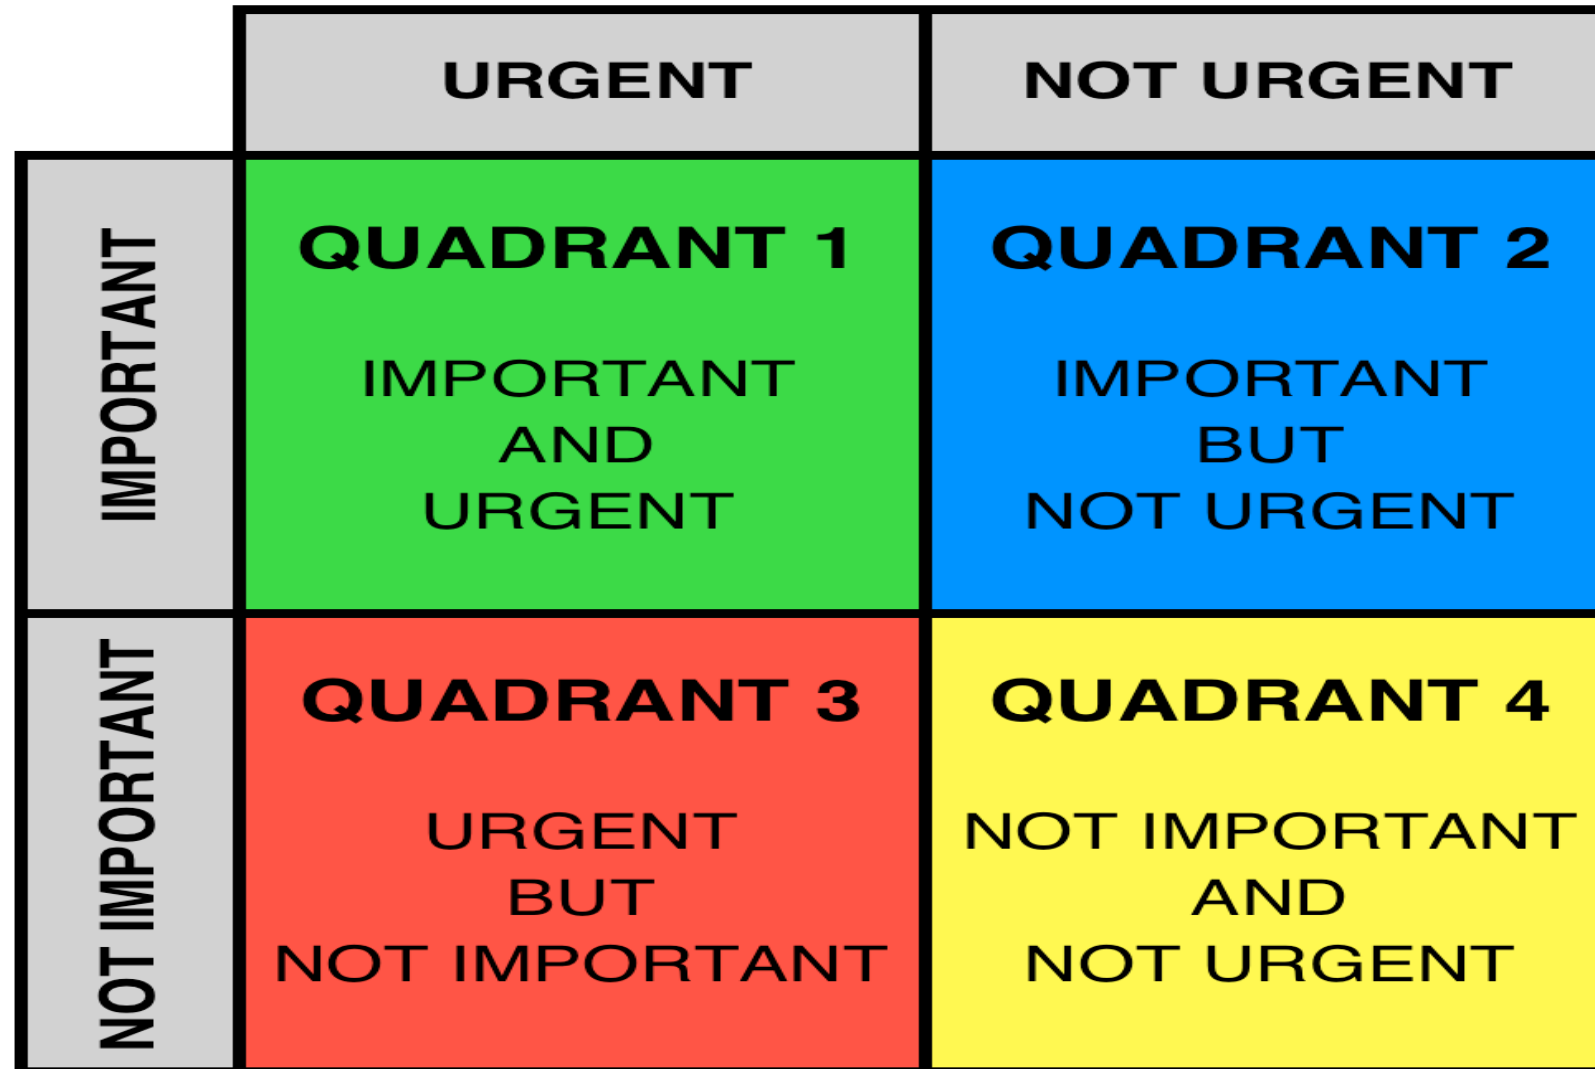 URGENT
NOT URGENT
IMPORTANT
QUADRANT 1
IMPORTANT
AND
URGENT
QUADRANT 2
IMPORTANT
BUT
NOT URGENT
NOT IMPORTANT
QUADRANT 3
URGENT
BUT
NOT IMPORTANT
QUADRANT 4
NOT IMPORTANT
AND
NOT URGENT